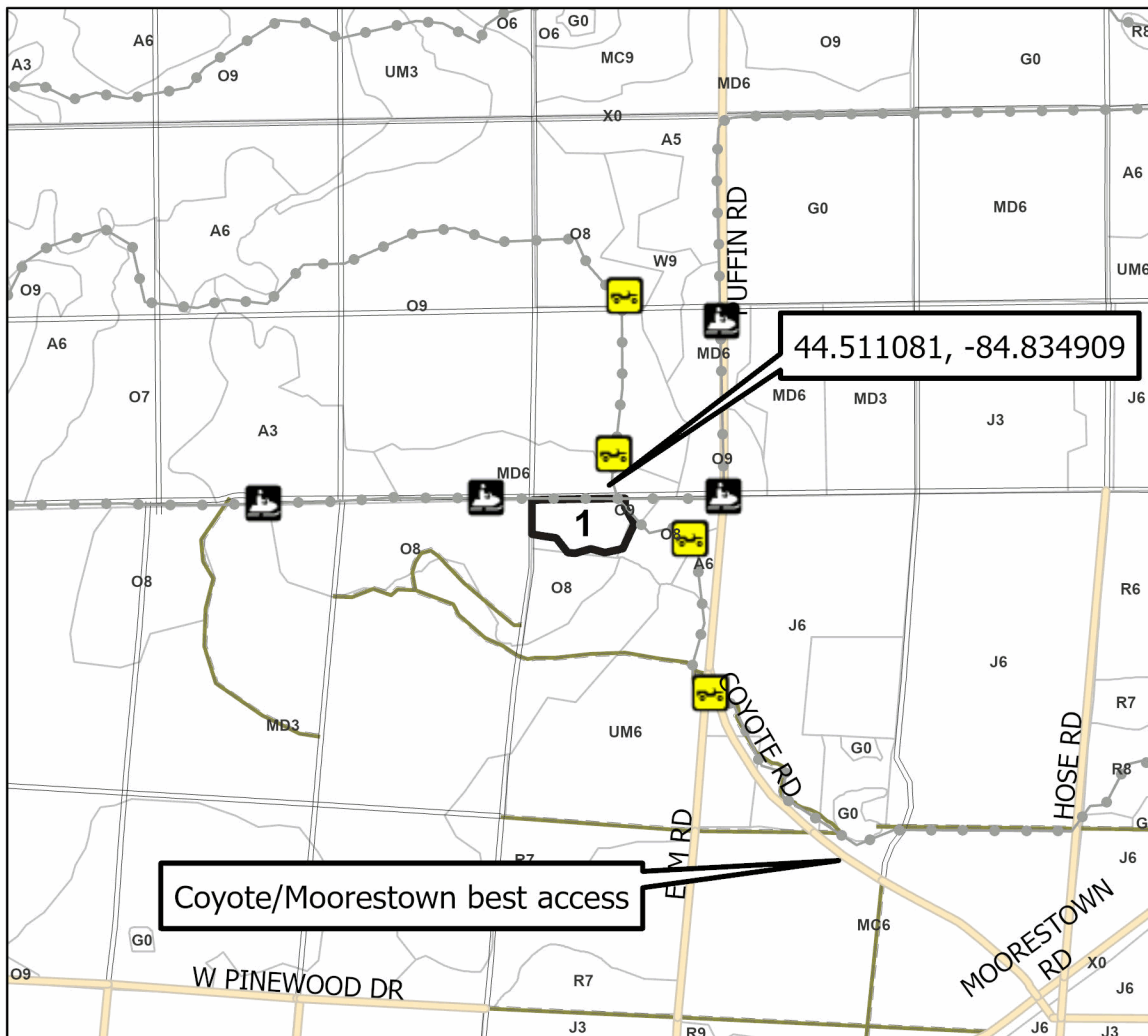 A6
O6
O6
G0
O9
R8
A3
O9
UM3
MC9
G0
MD6
X0
A5
A6
G0
MD6
A6
O8
W9
UM6
O9
O9
A6
44.511081, -84.834909
MD6
MD6
MD3
J6
O7
J3
A3
O9
MD6
1
O9
O8
O8
O8
A6
O8
R6
J6
J6
COYOTE RD
R7
MD3
UM6
G0
HOSE RD
R8
G0
G
R7
J6
Coyote/Moorestown best access
MC6
MOORESTOWN
RD
G0
O9
W PINEWOOD DR
R7
X0
J6
J3
R9
J6
J3